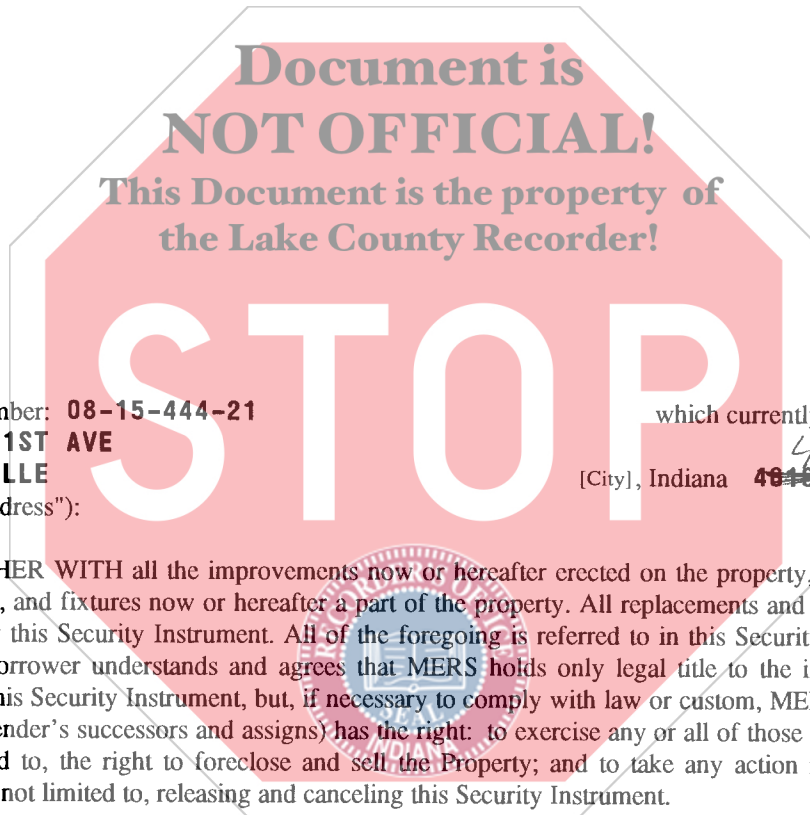 Document is
NOT OFFICIAL!
This Document is the property of
the Lake County Recorder!
STOP
nber: 08-15-444-21 which currently
1ST AVE
LLE [City], Indiana
dress"):
HER WITH all the improvements now or hereafter erected on the property,
, and fixtures now or hereafter a part of the property. All replacements and
this Security Instrument. All of the foregoing is referred to in this Securit
orrower understands and agrees that MERS holds only legal title to the i
his Security Instrument, but, if necessary to comply with law or custom, ME
ender's successors and assigns) has the right: to exercise any or all of those
d to, the right to foreclose and sell the Property; and to take any action
not limited to, releasing and canceling this Security Instrument.
RECORDER'S OFFICE
SEAL
INDIANA